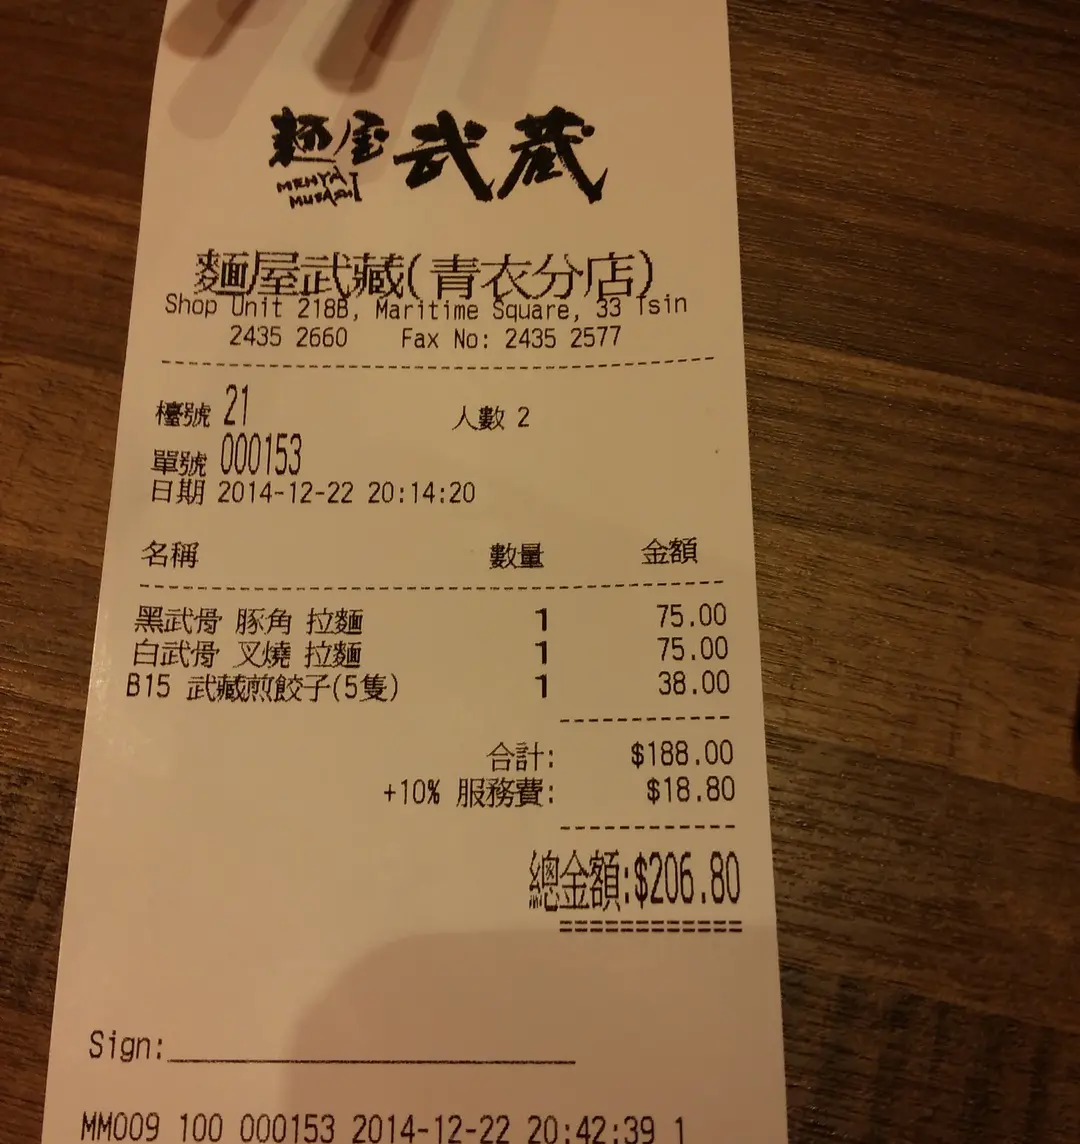 麺屋 武蔵
MENYA
MUSASHI
麵屋武藏(青衣分店)
Shop Unit 218B, Maritime Square, 33 Tsin
2435 2660 Fax No: 2435 2577
檯號 21 人數 2
單號 000153
日期 2014-12-22 20:14:20
名稱 數量 金額
黑武骨 豚角 拉麵 1 75.00
白武骨 叉燒 拉麵 1 75.00
B15 武藏煎餃子(5隻) 1 38.00
合計: $188.00
+10% 服務費: $18.80
總金額:$206.80
Sign:
MM009 100 000153 2014-12-22 20:42:39 1